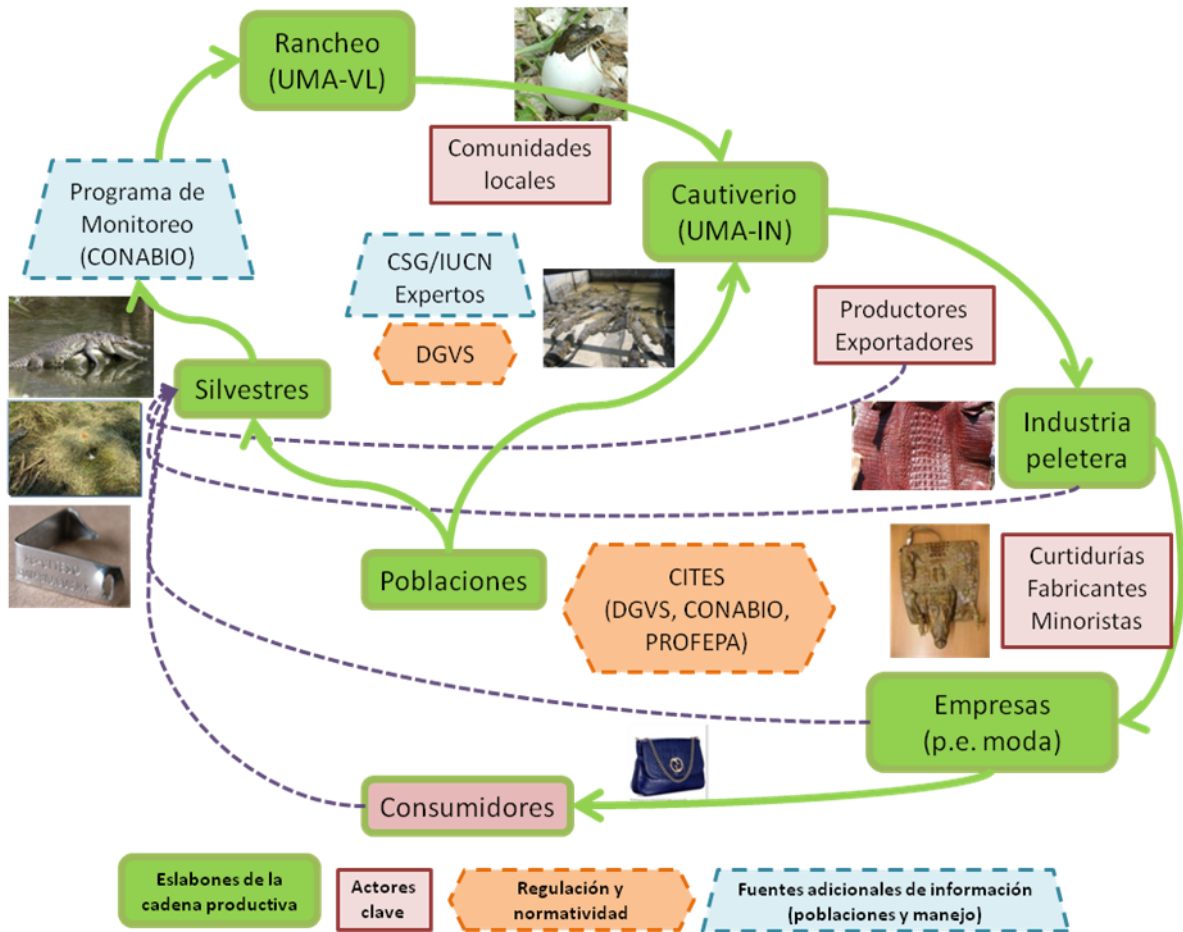 Rancheo
(UMA-VL)
Comunidades
locales
Programa de
Monitoreo
(CONABIO)
Cautiverio
(UMA-IN)
CSG/IUCN
Expertos
DGVS
Productores
Exportadores
Silvestres
Industria
peletera
Poblaciones
CITES
(DGVS, CONABIO,
PROFEPA)
Curtidurías
Fabricantes
Minoristas
Empresas
(p.e. moda)
Consumidores
Eslabones de la
cadena productiva
Actores
clave
Regulación y
normatividad
Fuentes adicionales de información
(poblaciones y manejo)